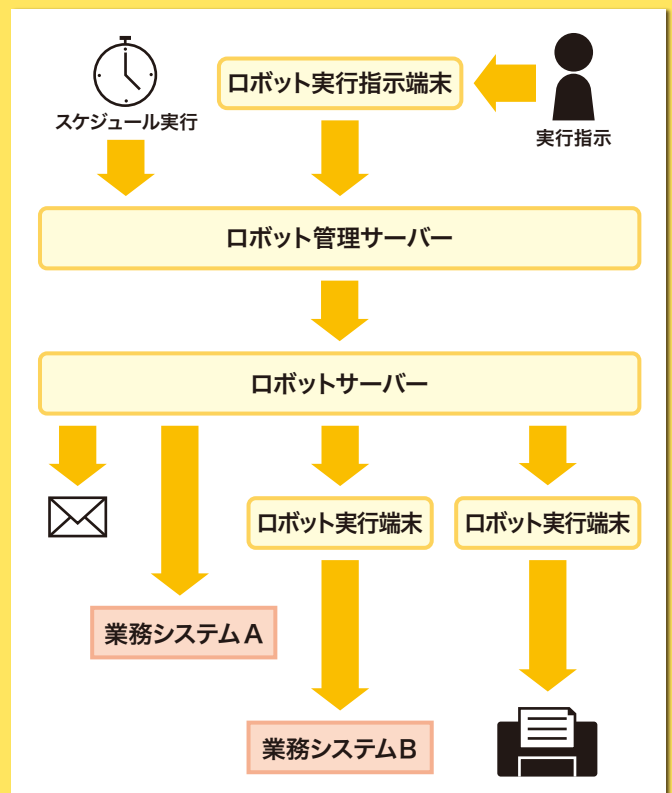 ロボット実行指示端末
スケジュール実行
実行指示
ロボット管理サーバー
ロボットサーバー
ロボット実行端末
ロボット実行端末
業務システムA
業務システムB